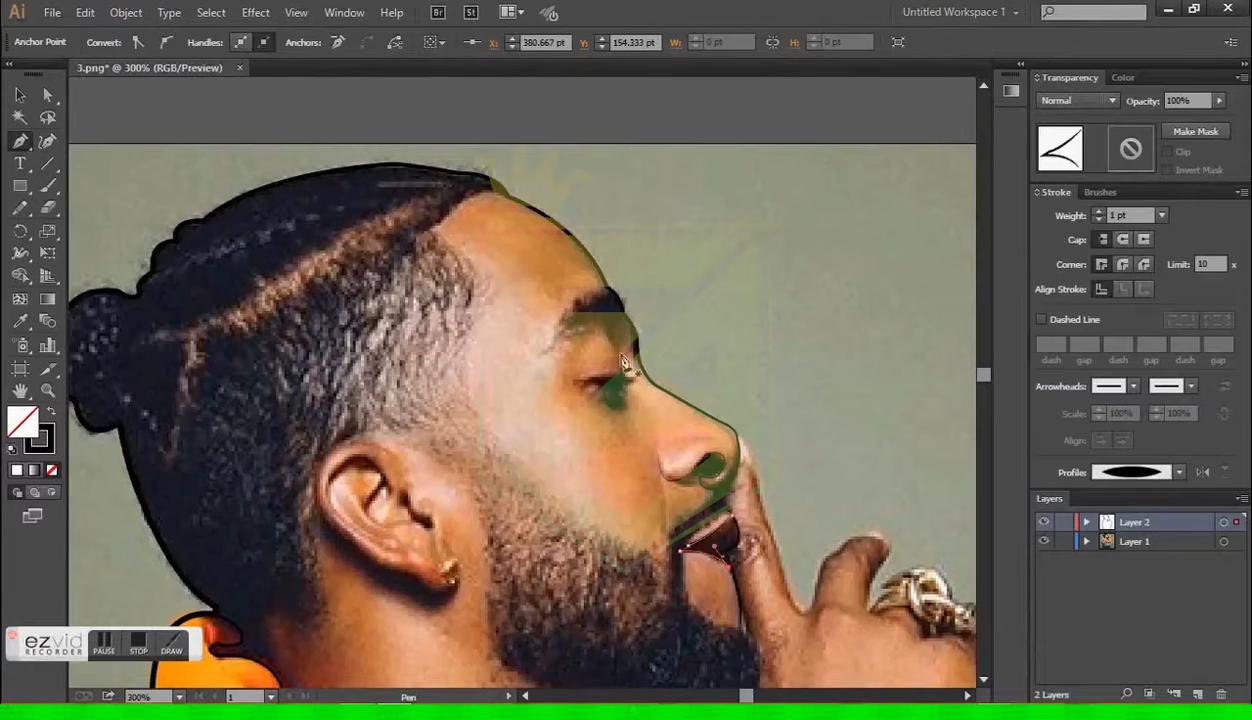 Ai File Edit Object Type Select Effect View Window Help Br St Untitled Workspace 1
Anchor Point Convert: Handles: Anchors: X: 380.667 pt Y: 154.333 pt W: 0 pt H: 0 pt
3.png* @ 300% (RGB/Preview)
Transparency Color
Normal Opacity: 100%
Make Mask
Clip
Invert Mask
Stroke Brushes
Weight: 1 pt
Cap:
Corner: Limit: 10 x
Align Stroke:
Dashed Line
dash gap dash gap dash gap
Arrowheads:
Scale: 100% 100%
Align:
Profile:
Layers
Layer 2
Layer 1
ezvid
RECORDER
PAUSE STOP DRAW
300% 1 Pen 2 Layers